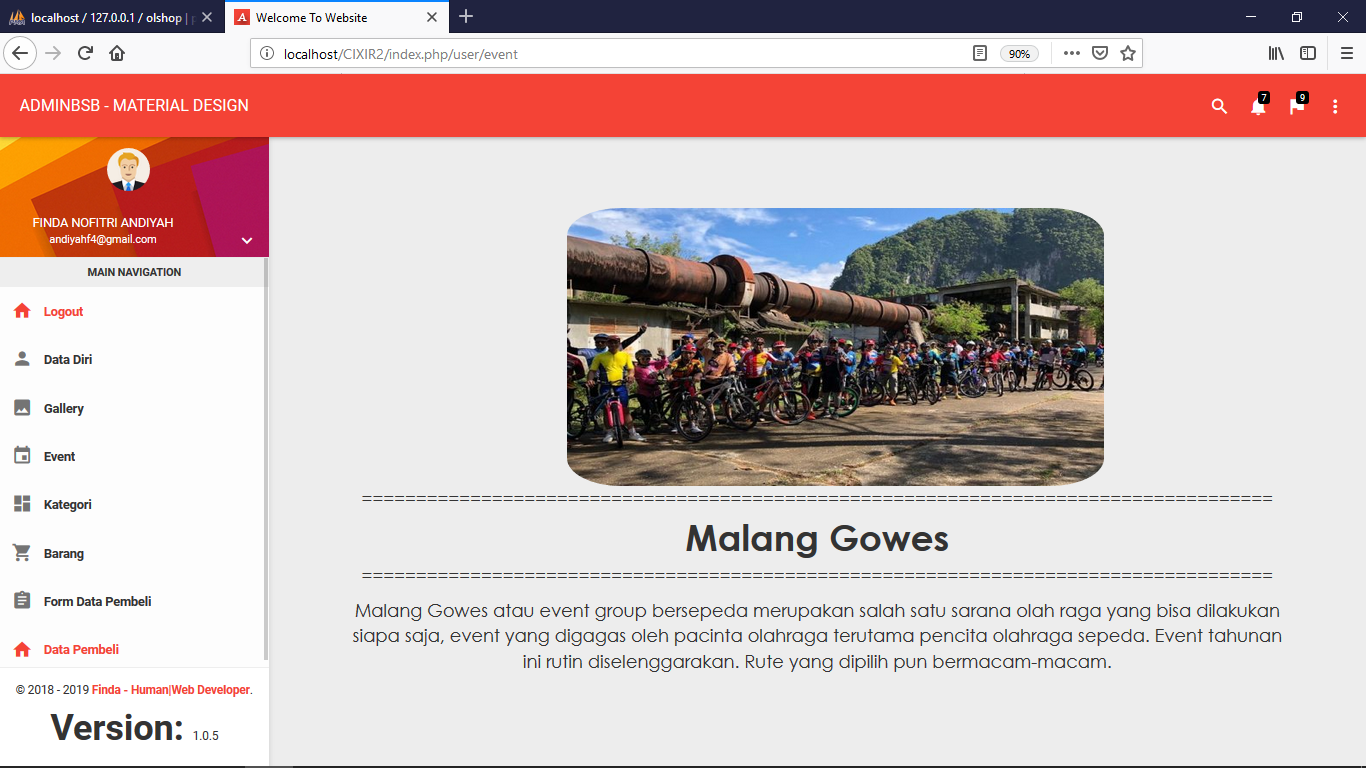 localhost / 127.0.0.1 / olshop | p
Welcome To Website
localhost/CIXIR2/index.php/user/event
90%
ADMINBSB - MATERIAL DESIGN
7
9
FINDA NOFITRI ANDIYAH
andiyahf4@gmail.com
MAIN NAVIGATION
Logout
Data Diri
Gallery
Event
Kategori
Barang
Form Data Pembeli
Data Pembeli
© 2018 - 2019 Finda - Human|Web Developer.
Version: 1.0.5
====================================================================================
Malang Gowes
====================================================================================
Malang Gowes atau event group bersepeda merupakan salah satu sarana olah raga yang bisa dilakukan
siapa saja, event yang digagas oleh pacinta olahraga terutama pencita olahraga sepeda. Event tahunan
ini rutin diselenggarakan. Rute yang dipilih pun bermacam-macam.